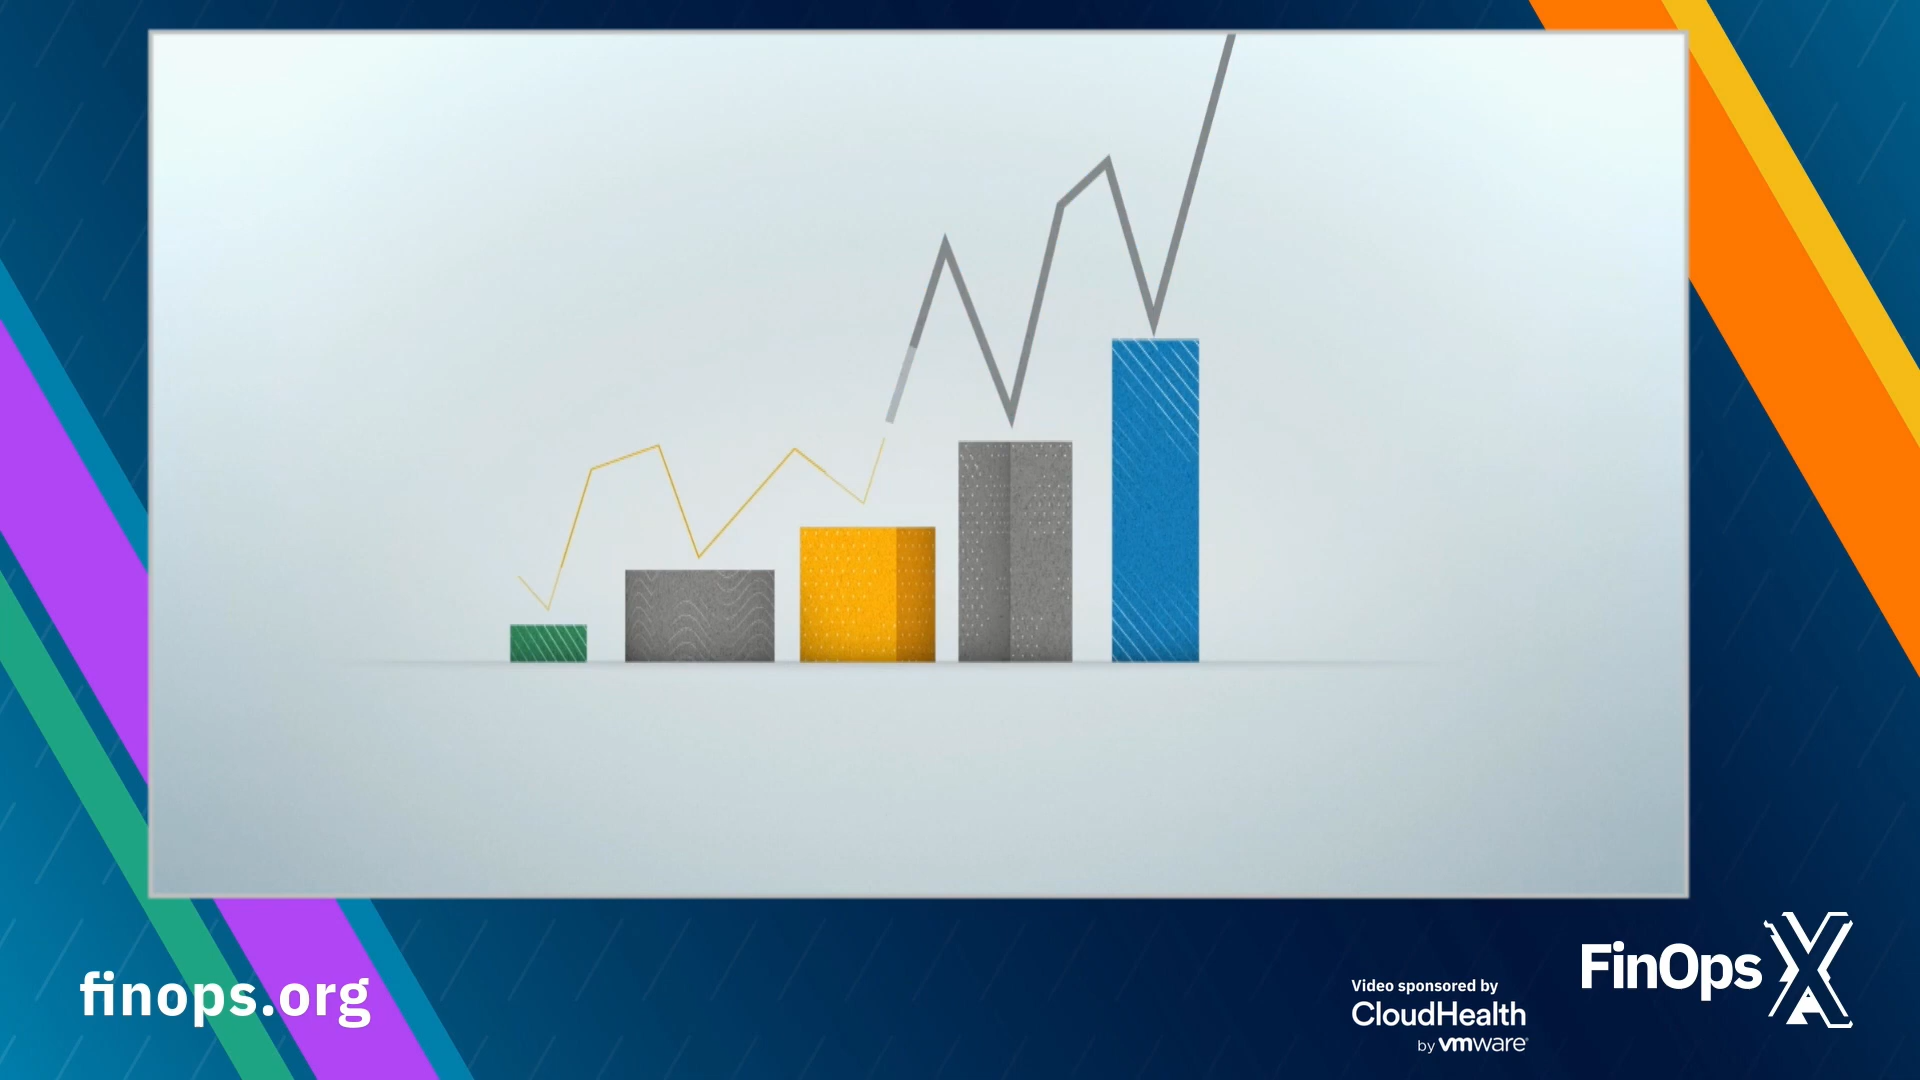 finops.org
Video sponsored by
CloudHealth
by vmware
FinOps X